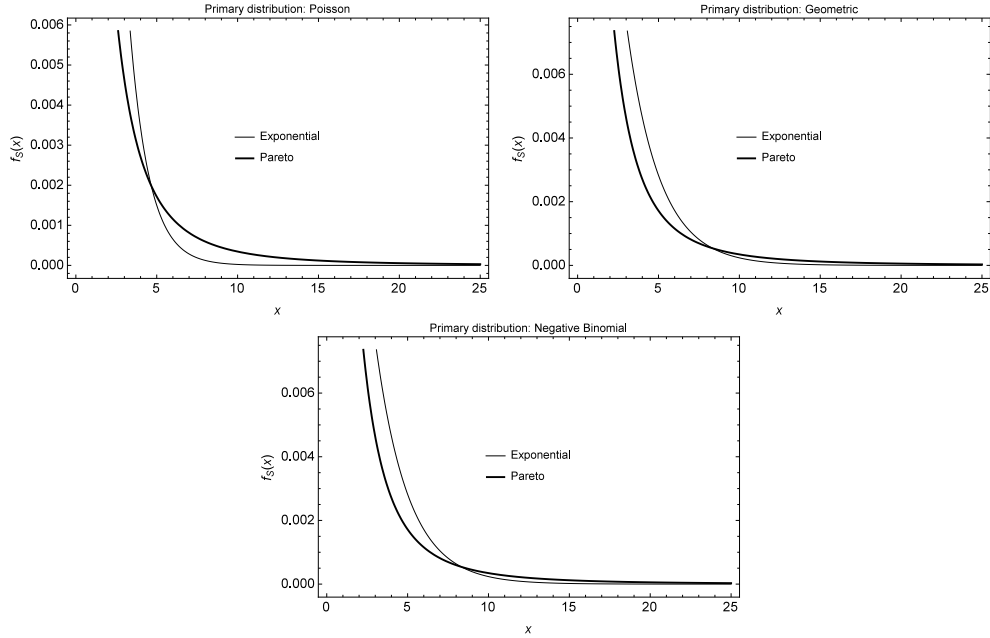 Primary distribution: Poisson
0.006
0.005
0.004
0.003
0.002
0.001
0.000
f_S(x)
Exponential
Pareto
0 5 10 15 20 25
x
Primary distribution: Geometric
0.006
0.004
0.002
0.000
f_S(x)
Exponential
Pareto
0 5 10 15 20 25
x
Primary distribution: Negative Binomial
0.006
0.004
0.002
0.000
f_S(x)
Exponential
Pareto
0 5 10 15 20 25
x